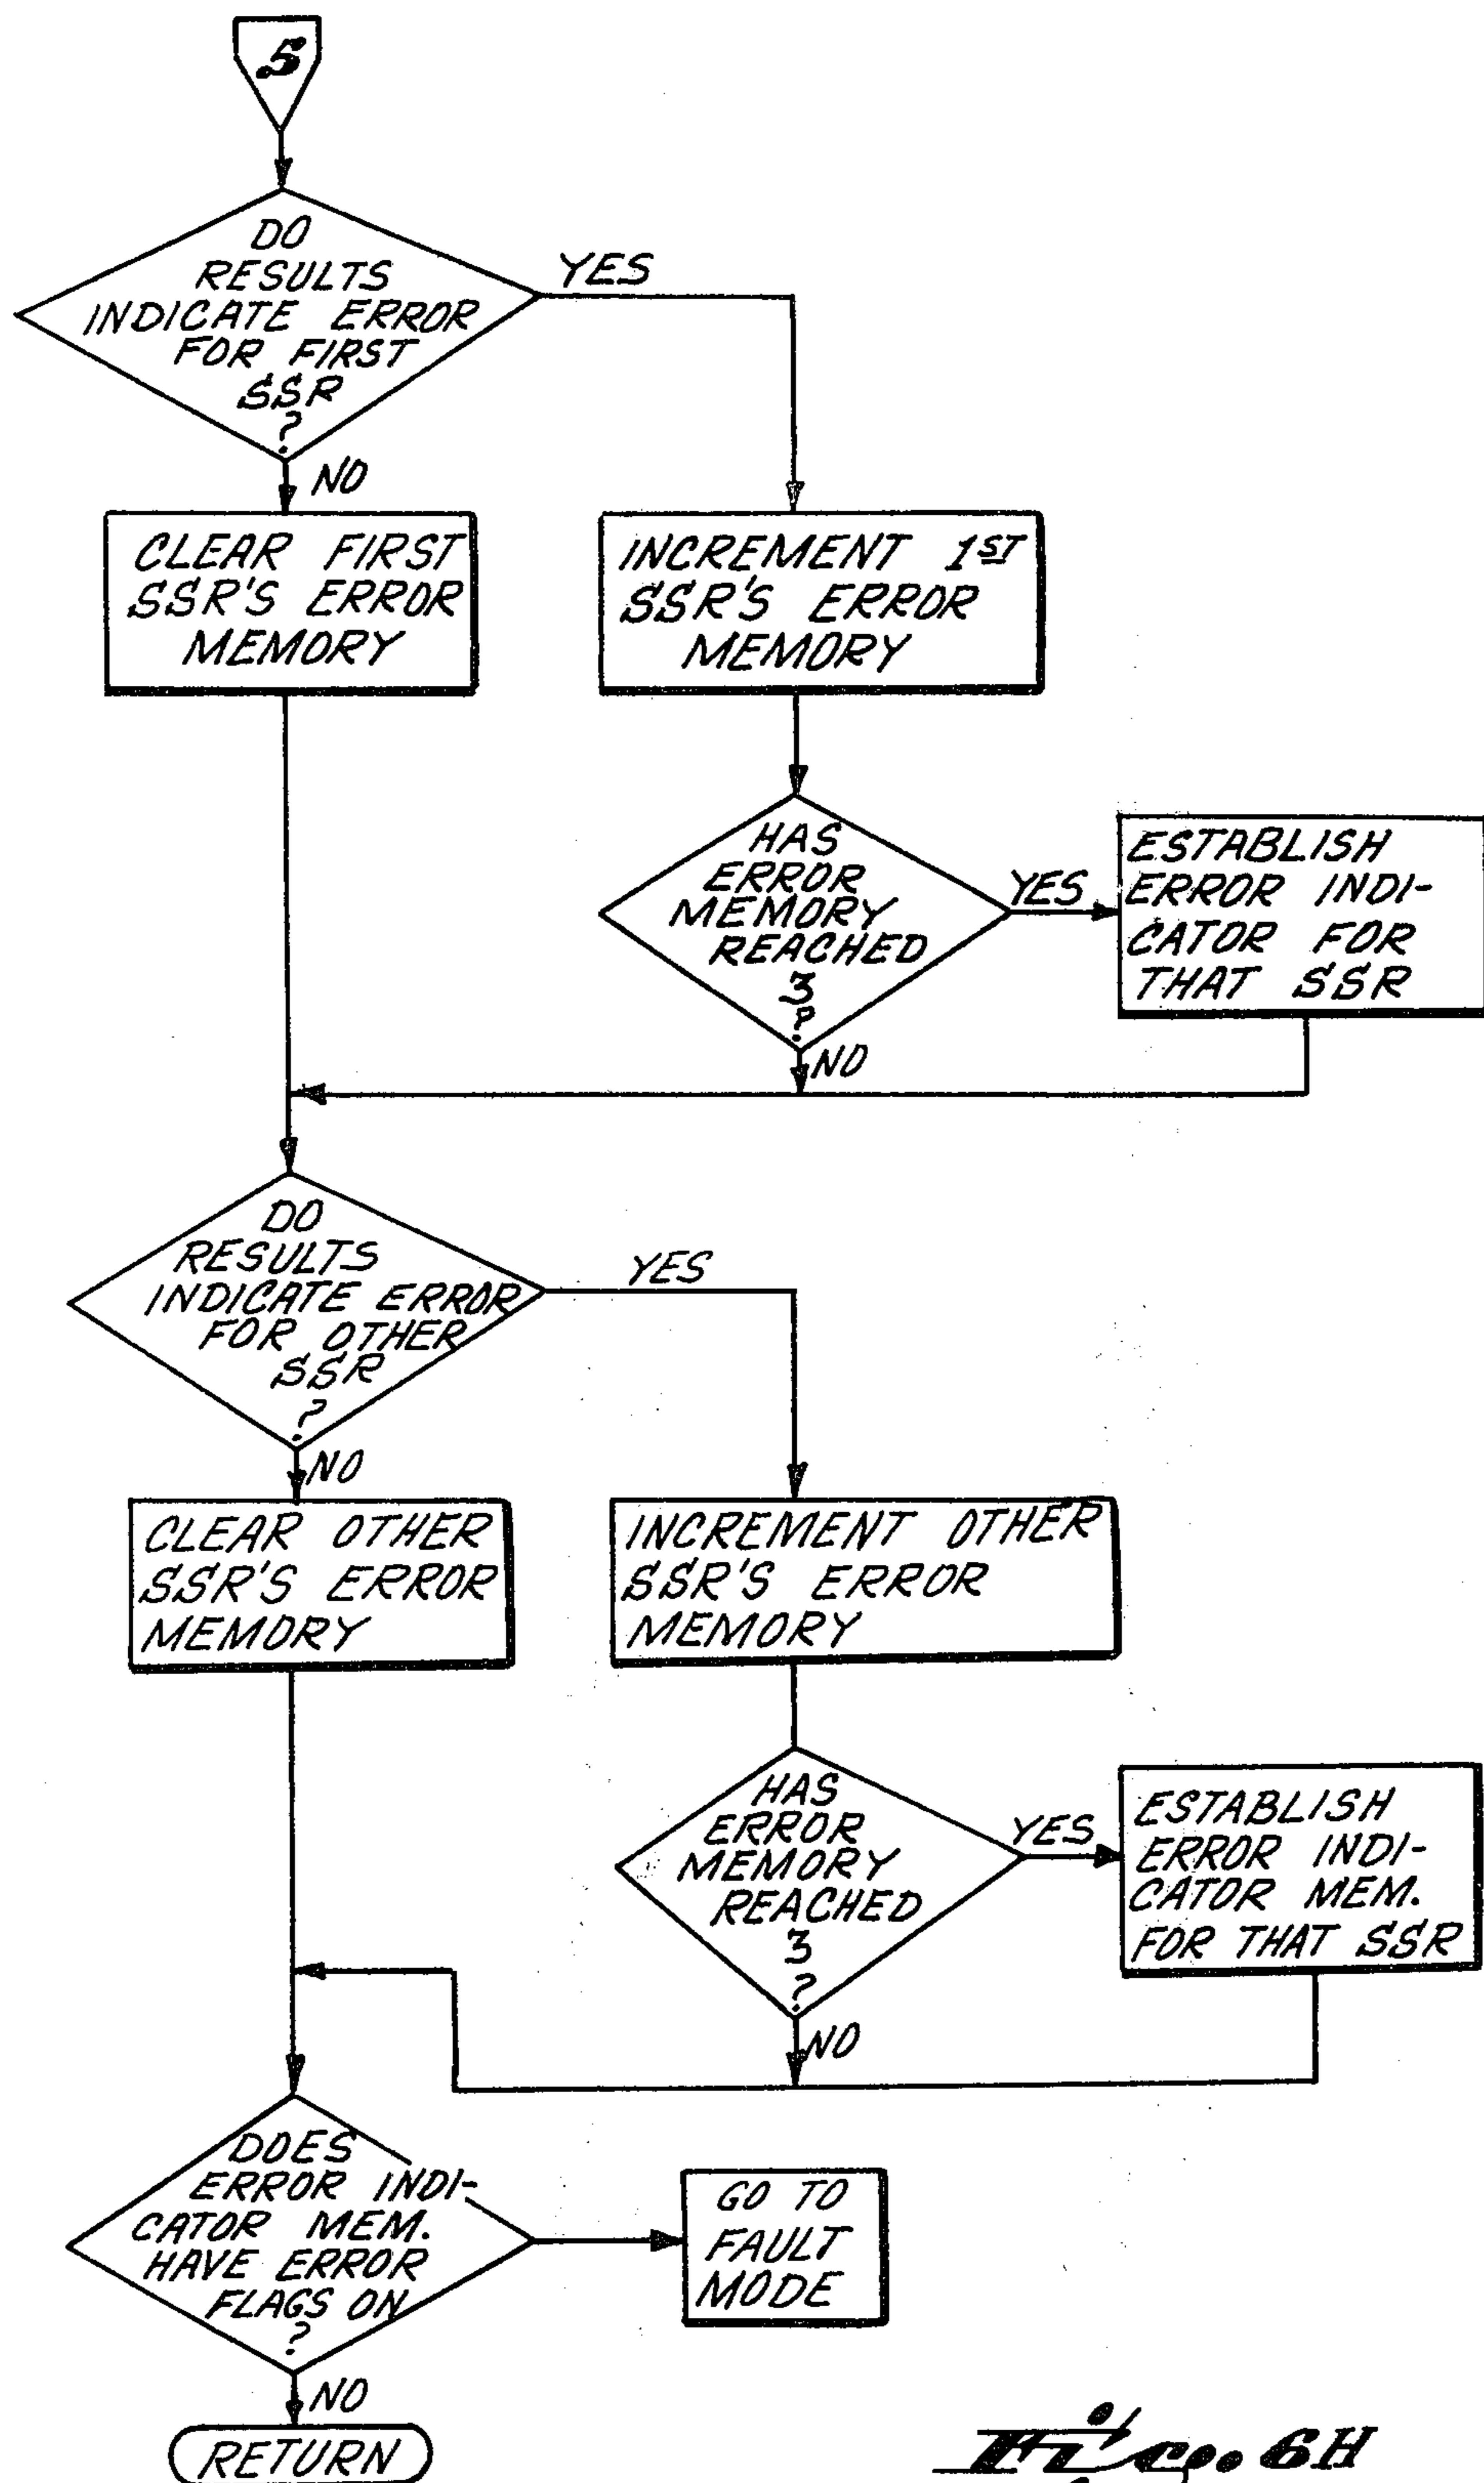 5
DO
RESULTS
INDICATE ERROR
FOR FIRST
SSR
?
YES
NO
CLEAR FIRST
SSR'S ERROR
MEMORY
INCREMENT 1ST
SSR'S ERROR
MEMORY
HAS
ERROR
MEMORY
REACHED
3
?
YES
ESTABLISH
ERROR INDI-
CATOR FOR
THAT SSR
NO
DO
RESULTS
INDICATE ERROR
FOR OTHER
SSR
?
YES
NO
CLEAR OTHER
SSR'S ERROR
MEMORY
INCREMENT OTHER
SSR'S ERROR
MEMORY
HAS
ERROR
MEMORY
REACHED
3
?
YES
ESTABLISH
ERROR INDI-
CATOR MEM.
FOR THAT SSR
NO
DOES
ERROR INDI-
CATOR MEM.
HAVE ERROR
FLAGS ON
?
GO TO
FAULT
MODE
NO
RETURN
Fig. 6H